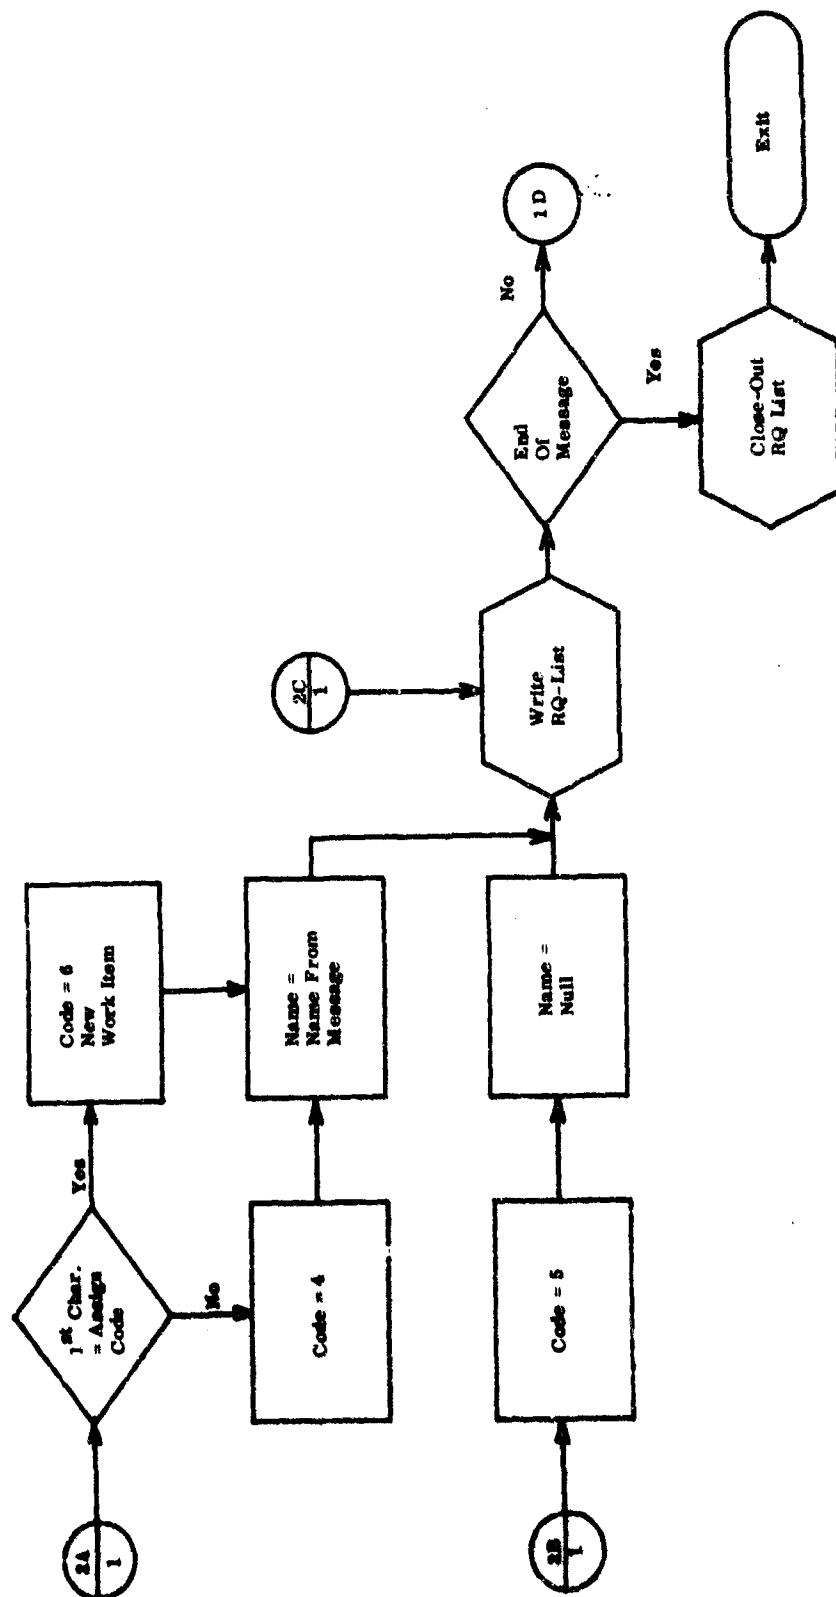 2A
1
1st Char.
= Assign
Code
Yes
No
Code = 6
New
Work Item
Code = 4
Name =
Name From
Message
2B
1
Code = 5
Name =
Null
2C
1
Write
RQ-List
End
Of
Message
No
1D
Yes
Close-Out
RQ List
Exit